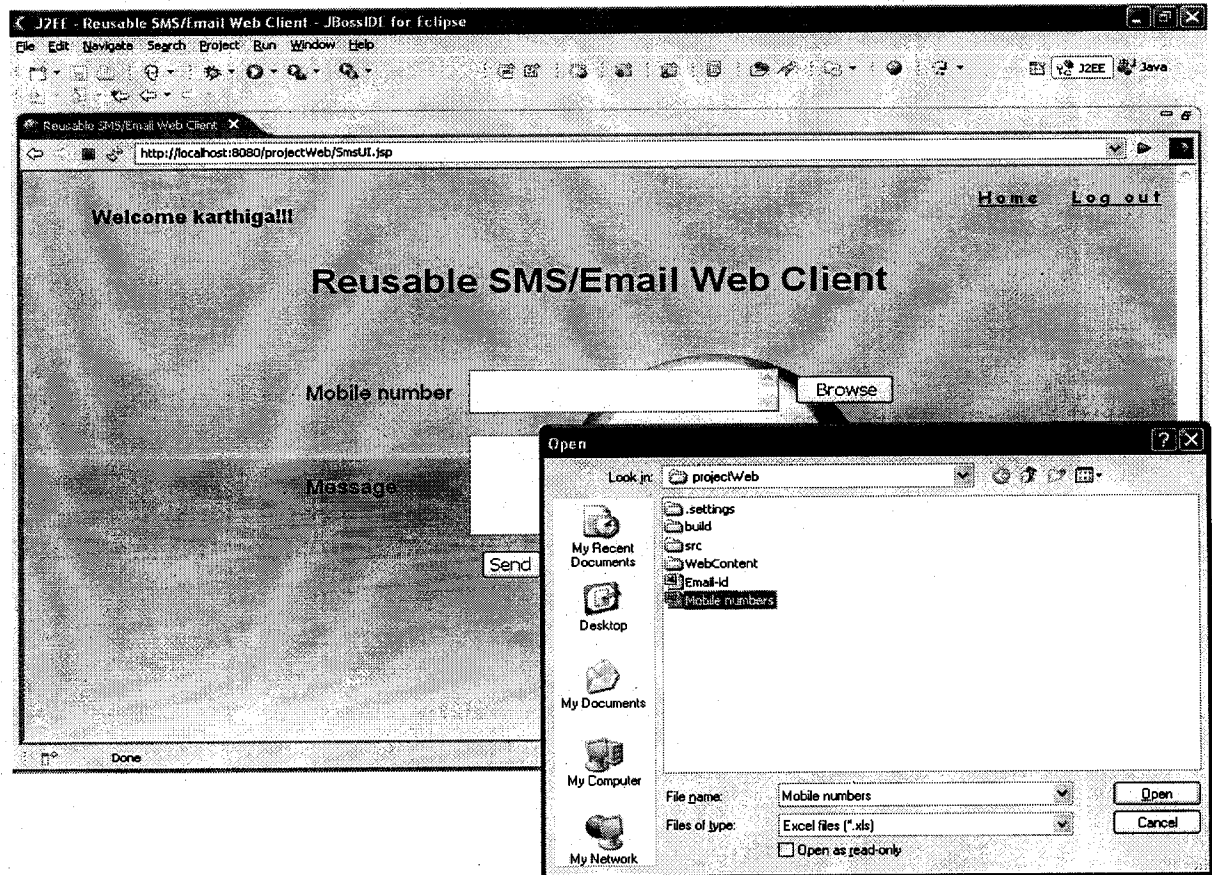 J2EE - Reusable SMS/Email Web Client - JBossIDE for Eclipse
File Edit Navigate Search Project Run Window Help
J2EE Java
Reusable SMS/Email Web Client
http://localhost:8080/projectWeb/SmsUI.jsp
Home Log out
Welcome karthiga!!!
Reusable SMS/Email Web Client
Mobile number
Browse
Message
Send
Done
Open
Look in: projectWeb
My Recent Documents
Desktop
My Documents
My Computer
My Network
.settings
build
src
WebContent
Email-id
Mobile numbers
File name: Mobile numbers Open
Files of type: Excel files (*.xls) Cancel
Open as read-only